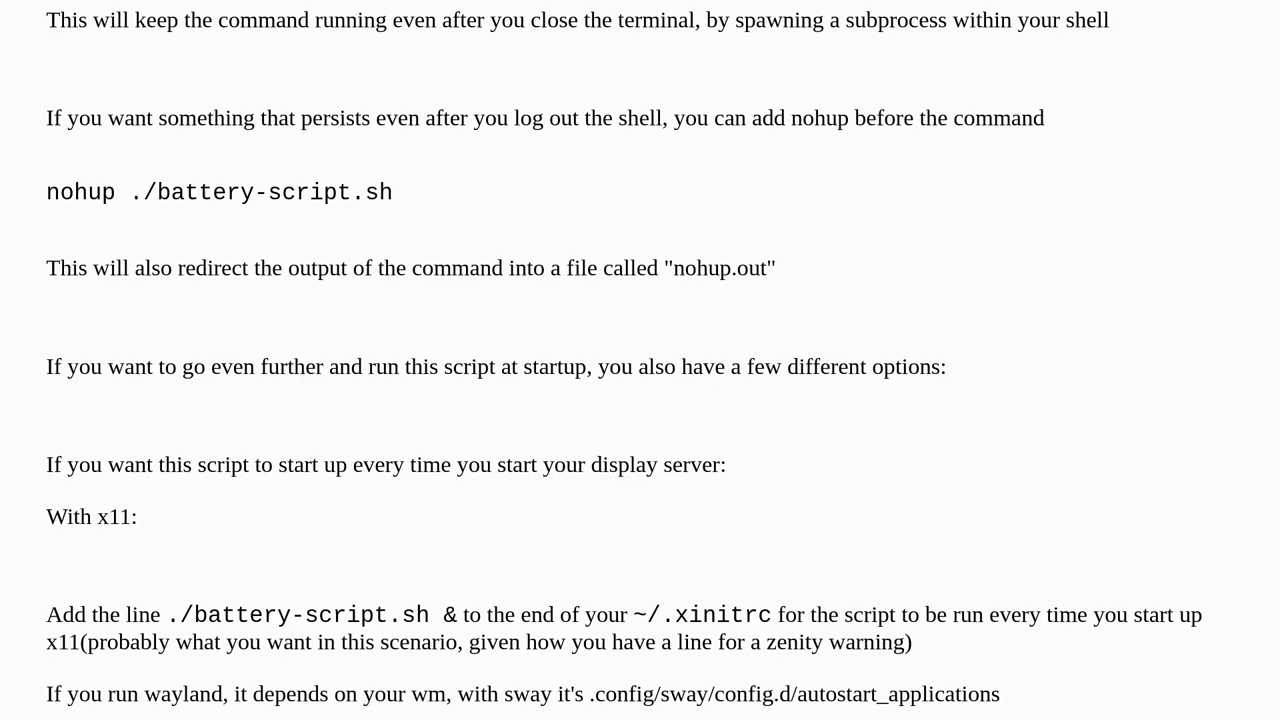 This will keep the command running even after you close the terminal, by spawning a subprocess within your shell
If you want something that persists even after you log out the shell, you can add nohup before the command
nohup ./battery-script.sh
This will also redirect the output of the command into a file called "nohup.out"
If you want to go even further and run this script at startup, you also have a few different options:
If you want this script to start up every time you start your display server:
With x11:
Add the line ./battery-script.sh & to the end of your ~/.xinitrc for the script to be run every time you start up
x11(probably what you want in this scenario, given how you have a line for a zenity warning)
If you run wayland, it depends on your wm, with sway it's .config/sway/config.d/autostart_applications